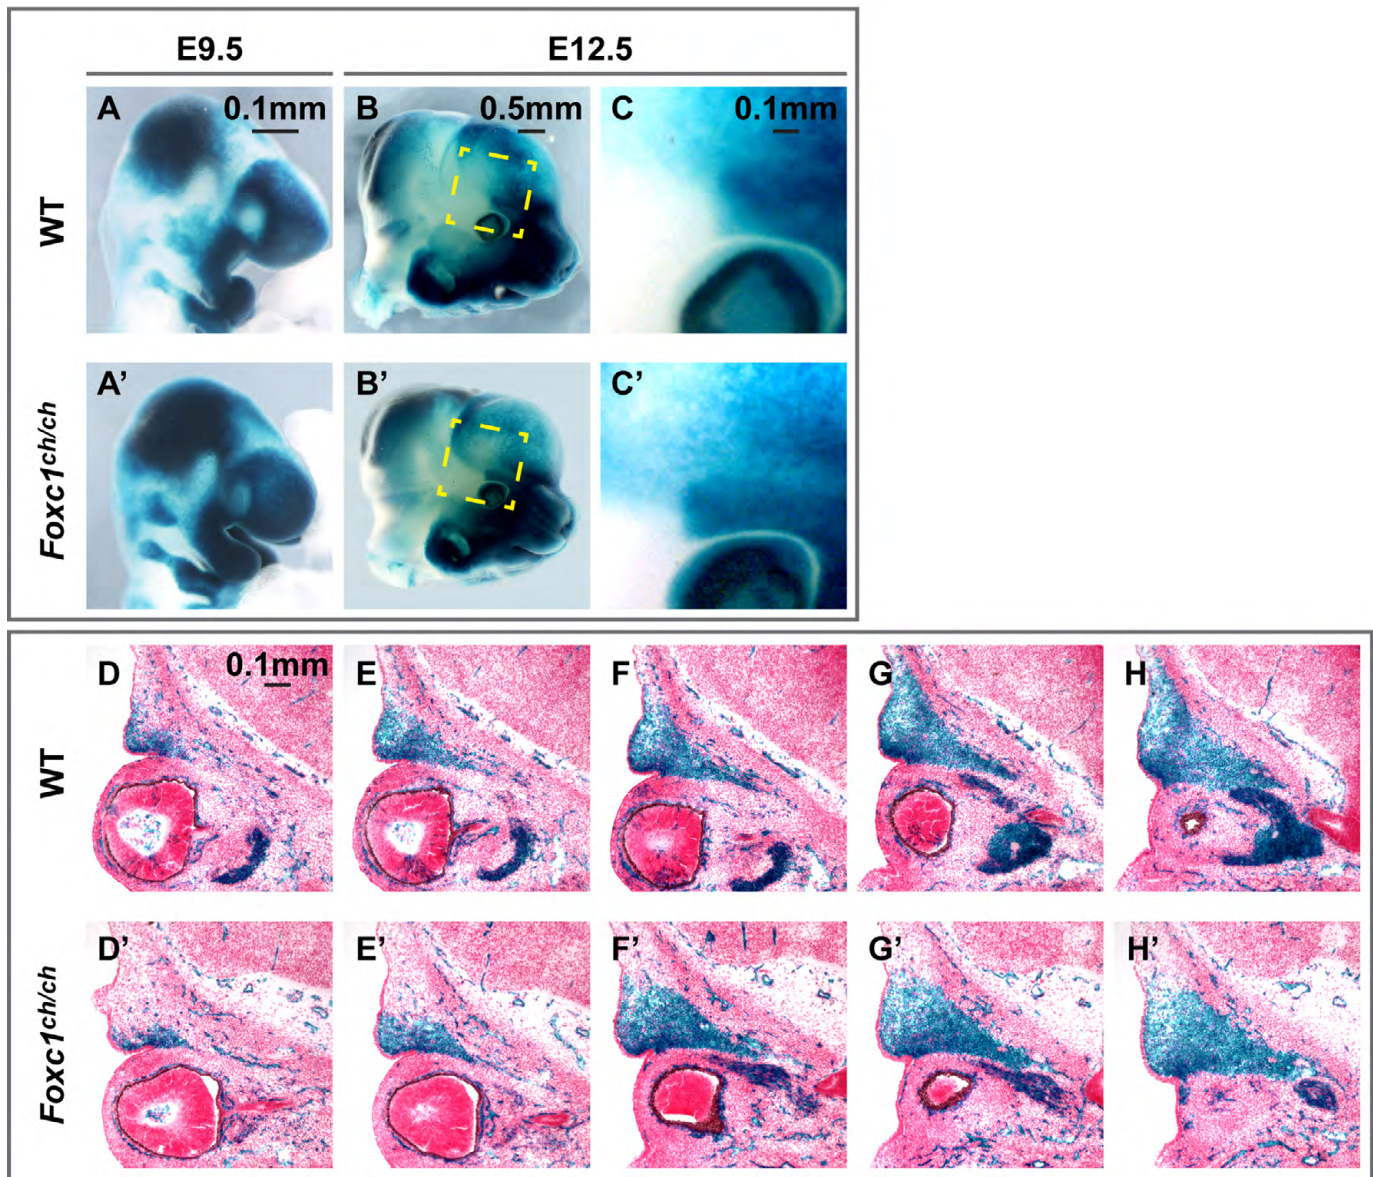 E9.5 E12.5
WT
A 0.1mm B 0.5mm C 0.1mm
Foxc1ch/ch
A’ B’ C’
WT
D 0.1mm E F G H
Foxc1ch/ch
D’ E’ F’ G’ H’